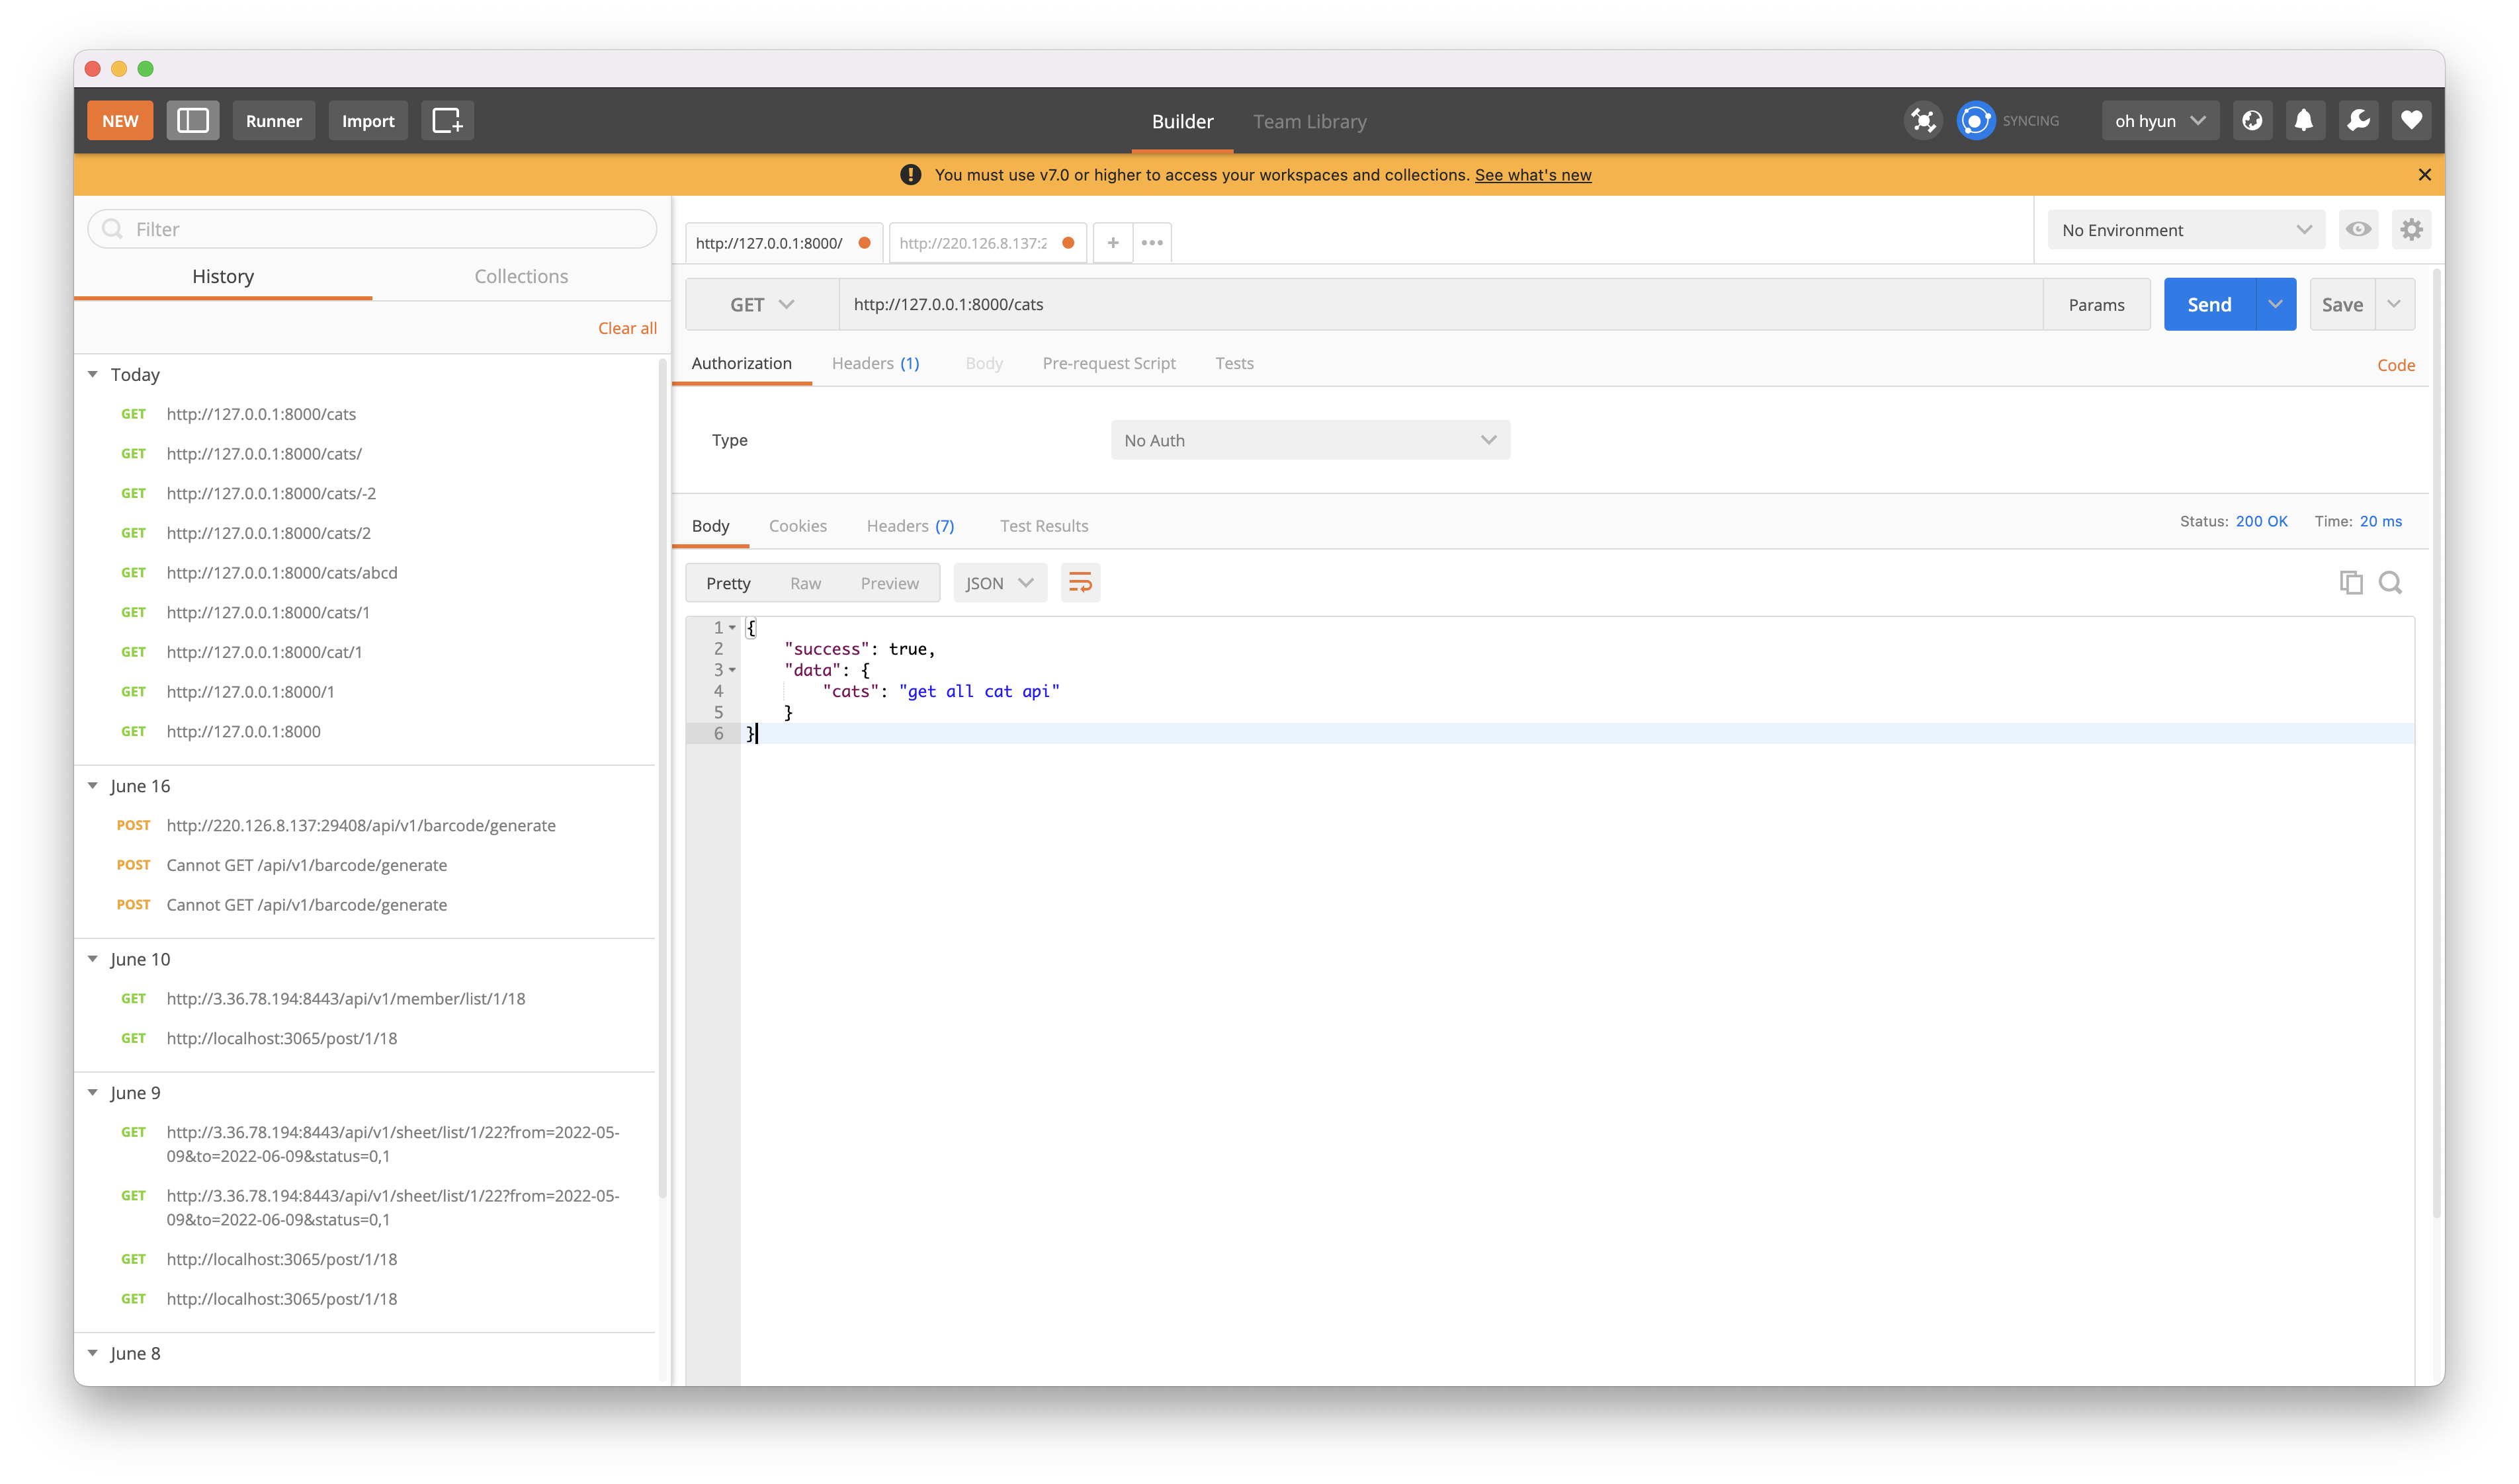 NEW Runner Import Builder Team Library SYNCING oh hyun
You must use v7.0 or higher to access your workspaces and collections. See what's new
Filter
History Collections
Clear all
Today
GET http://127.0.0.1:8000/cats
GET http://127.0.0.1:8000/cats/
GET http://127.0.0.1:8000/cats/-2
GET http://127.0.0.1:8000/cats/2
GET http://127.0.0.1:8000/cats/abcd
GET http://127.0.0.1:8000/cats/1
GET http://127.0.0.1:8000/cat/1
GET http://127.0.0.1:8000/1
GET http://127.0.0.1:8000
June 16
POST http://220.126.8.137:29408/api/v1/barcode/generate
POST Cannot GET /api/v1/barcode/generate
POST Cannot GET /api/v1/barcode/generate
June 10
GET http://3.36.78.194:8443/api/v1/member/list/1/18
GET http://localhost:3065/post/1/18
June 9
GET http://3.36.78.194:8443/api/v1/sheet/list/1/22?from=2022-05-
09&to=2022-06-09&status=0,1
GET http://3.36.78.194:8443/api/v1/sheet/list/1/22?from=2022-05-
09&to=2022-06-09&status=0,1
GET http://localhost:3065/post/1/18
GET http://localhost:3065/post/1/18
June 8
http://127.0.0.1:8000/ http://220.126.8.137:2 + ••• No Environment
GET http://127.0.0.1:8000/cats Params Send Save
Authorization Headers (1) Body Pre-request Script Tests Code
Type No Auth
Body Cookies Headers (7) Test Results Status: 200 OK Time: 20 ms
Pretty Raw Preview JSON
1 {
2 "success": true,
3 "data": {
4 "cats": "get all cat api"
5 }
6 }